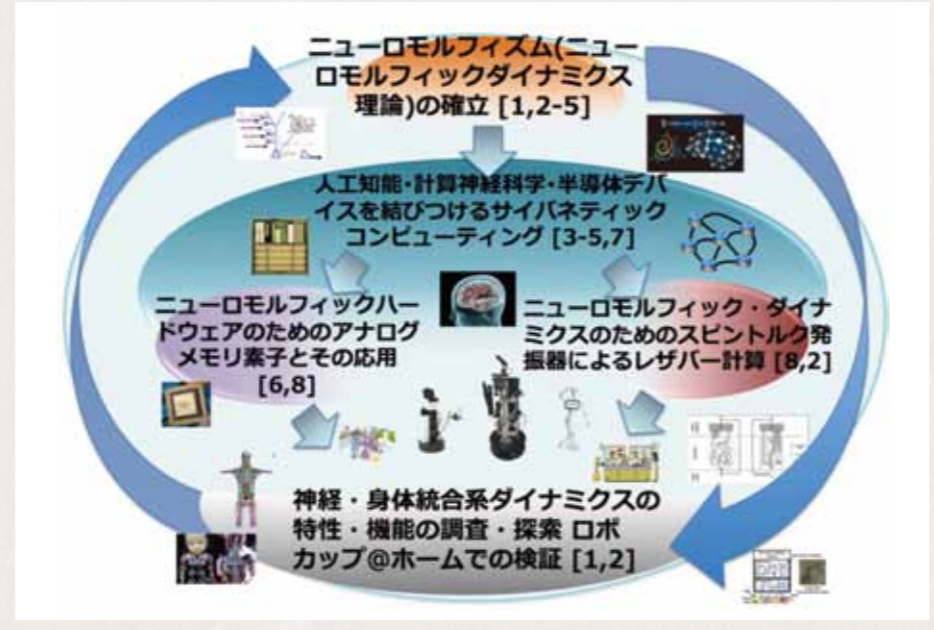 ニューロモルフィズム(ニュー
ロモルフィックダイナミクス
理論)の確立 [1,2-5]
人工知能・計算神経科学・半導体デバ
イスを結びつけるサイバネティック
コンピューティング [3-5,7]
ニューロモルフィックハー
ドウェアのためのアナログ
メモリ素子とその応用
[6,8]
ニューロモルフィック・ダイナ
ミクスのためのスピントルク発
振器によるレザバー計算 [8,2]
神経・身体統合系ダイナミクスの
特性・機能の調査・探索 ロボ
カップ@ホームでの検証 [1,2]